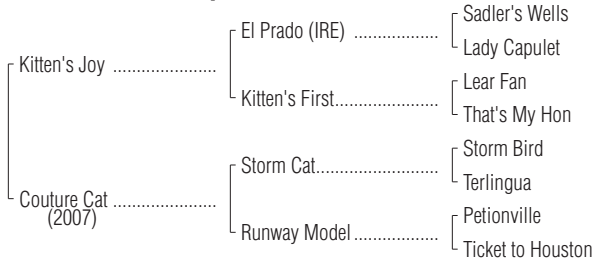 Sadler's Wells
El Prado (IRE) ..................
Lady Capulet
Kitten's Joy ......................
Lear Fan
Kitten's First......................
That's My Hon
Storm Bird
Storm Cat..........................
Terlingua
Couture Cat ......................
(2007)
Petionville
Runway Model ..................
Ticket to Houston